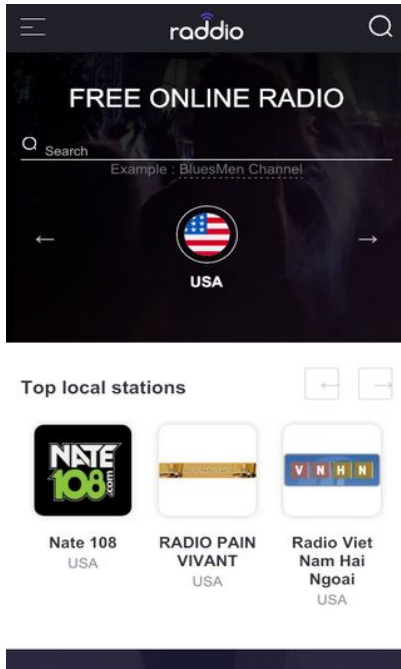 raddio
FREE ONLINE RADIO
Search
Example : BluesMen Channel
USA
Top local stations
NATE
108.com
V N H N
Nate 108
USA
RADIO PAIN
VIVANT
USA
Radio Viet
Nam Hai
Ngoai
USA